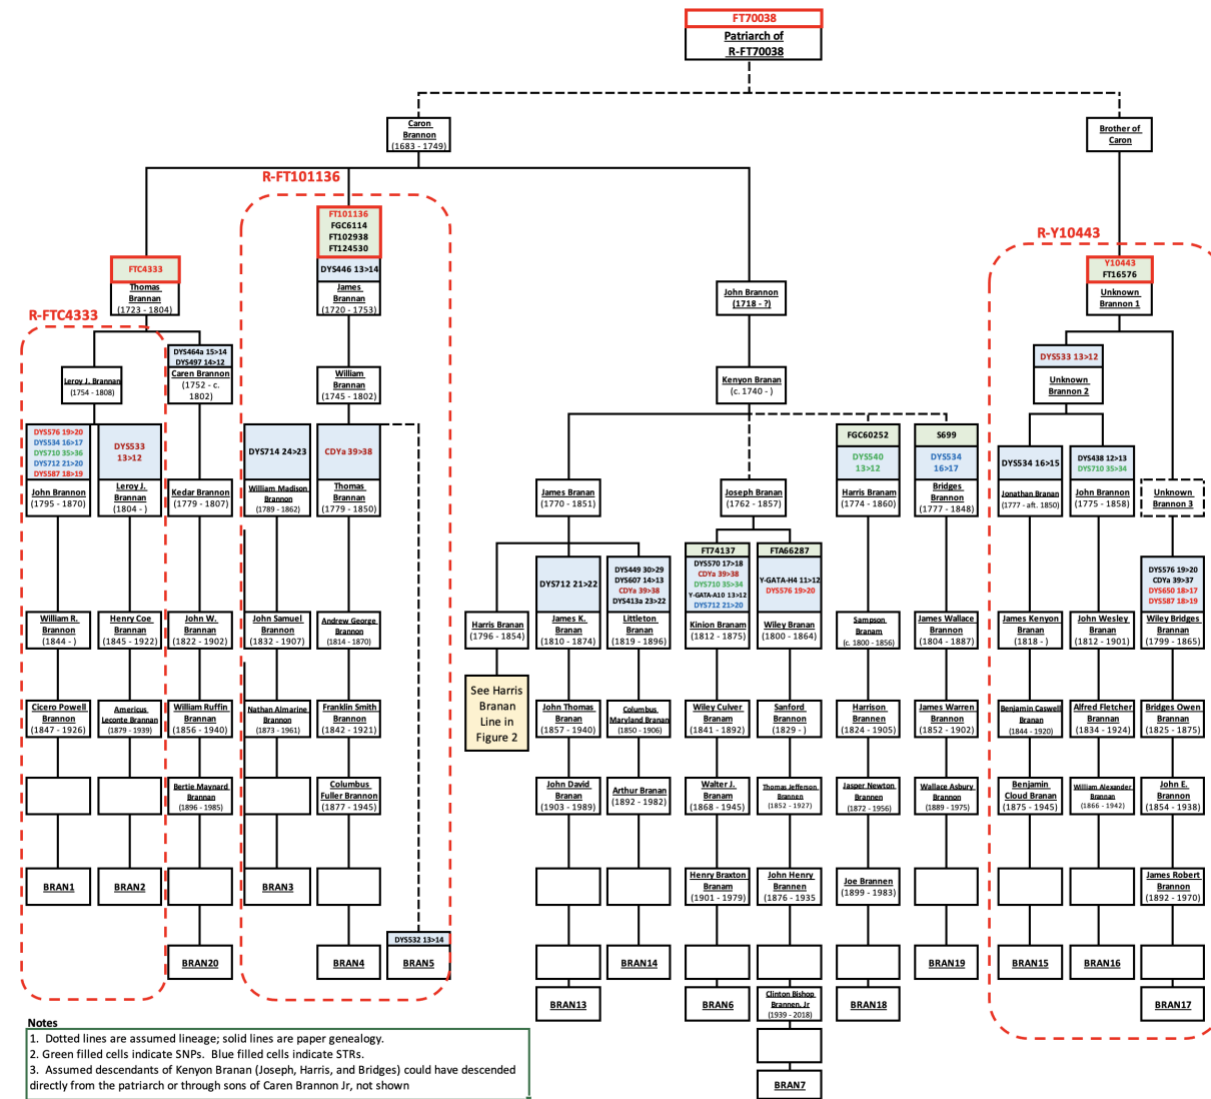 FT70038
Patriarch of
R-FT70038
Caron
Brannon
(1683 - 1749)
Brother of
Caron
R-FT101136
FT101136
FGC6114
FT102938
FT124530
DYS446 13>14
James
Brannan
(1720 - 1753)
R-Y10443
Y10443
FT16576
Unknown
Brannon 1
FTC4333
Thomas
Brannan
(1723 - 1804)
John Brannon
(1718 - ?)
R-FTC4333
DYS464a 15>14
DYS497 14>12
Caren Brannon
(1752 - c.
1802)
Leroy J. Brannan
(1754 - 1808)
William
Brannan
(1745 - 1802)
Kenyon Branan
(c. 1740 - )
DYS533 13>12
Unknown
Brannon 2
DYS576 19>20
DYS534 16>17
DYS710 35>36
DYS712 21>20
DYS587 18>19
John Brannon
(1795 - 1870)
DYS533
13>12
Leroy J.
Brannan
(1804 - )
Kedar Brannon
(1779 - 1807)
DYS714 24>23
William Madison
Brannon
(1789 - 1862)
CDYa 39>38
Thomas
Brannan
(1779 - 1850)
James Branan
(1770 - 1851)
Joseph Branan
(1762 - 1857)
FGC60252
DYS540
13>12
Harris Branam
(1774 - 1860)
S699
DYS534
16>17
Bridges
Brannon
(1777 - 1848)
DYS534 16>15
Jonathan Branan
(1777 - aft. 1850)
DYS438 12>13
DYS710 35>34
John Brannon
(1775 - 1858)
Unknown
Brannon 3
DYS712 21>22
DYS449 30>29
DYS607 14>13
CDYa 39>38
DYS413a 23>22
FT74137
DYS570 17>18
CDYa 39>38
DYS710 35>34
Y-GATA-A10 13>12
DYS712 21>20
FTA66287
Y-GATA-H4 11>12
DYS576 19>20
DYS576 19>20
CDYa 39>37
DYS650 18>17
DYS587 18>19
William R.
Brannon
(1844 - )
Henry Coe
Brannan
(1845 - 1922)
John W.
Brannan
(1822 - 1902)
John Samuel
Brannon
(1832 - 1907)
Andrew George
Brannon
(1814 - 1870)
Harris Branan
(1796 - 1854)
James K.
Branan
(1810 - 1874)
Littleton
Branan
(1819 - 1896)
Kinion Branam
(1812 - 1875)
Wiley Branan
(1800 - 1864)
Sampson
Branam
(c. 1800 - 1856)
James Wallace
Brannon
(1804 - 1887)
James Kenyon
Branan
(1818 - )
John Wesley
Brannan
(1812 - 1901)
Wiley Bridges
Brannon
(1799 - 1865)
See Harris
Branan
Line in
Figure 2
Cicero Powell
Brannon
(1847 - 1926)
Americus
Leconte Brannan
(1879 - 1939)
William Ruffin
Brannan
(1856 - 1940)
Nathan Almarine
Brannon
(1873 - 1961)
Franklin Smith
Brannon
(1842 - 1921)
John Thomas
Branan
(1857 - 1940)
Columbus
Maryland Branan
(1850 - 1906)
Wiley Culver
Branam
(1841 - 1892)
Sanford
Brannon
(1829 - )
Harrison
Brannen
(1824 - 1905)
James Warren
Brannon
(1852 - 1902)
Benjamin Caswell
Branan
(1844 - 1920)
Alfred Fletcher
Brannan
(1834 - 1924)
Bridges Owen
Brannon
(1825 - 1875)
Bertie Maynard
Brannan
(1896 - 1985)
Columbus
Fuller Brannon
(1877 - 1945)
John David
Branan
(1903 - 1989)
Arthur Branan
(1892 - 1982)
Walter J.
Branam
(1868 - 1945)
Thomas Jefferson
Brannen
(1852 - 1927)
Jasper Newton
Brannen
(1872 - 1956)
Wallace Asbury
Brannon
(1889 - 1975)
Benjamin
Cloud Branan
(1875 - 1945)
William Alexander
Brannan
(1866 - 1942)
John E.
Brannon
(1854 - 1938)
BRAN1
BRAN2
BRAN3
Henry Braxton
Branam
(1901 - 1979)
John Henry
Brannen
(1876 - 1935
Joe Brannen
(1899 - 1983)
James Robert
Brannon
(1892 - 1970)
BRAN20
BRAN4
DYS532 13>14
BRAN5
BRAN14
BRAN19
BRAN15
BRAN16
BRAN13
BRAN6
Clinton Bishop
Brannen, Jr
(1939 - 2018)
BRAN18
BRAN17
BRAN7
Notes
1. Dotted lines are assumed lineage; solid lines are paper genealogy.
2. Green filled cells indicate SNPs. Blue filled cells indicate STRs.
3. Assumed descendants of Kenyon Branan (Joseph, Harris, and Bridges) could have descended
directly from the patriarch or through sons of Caren Brannon Jr, not shown